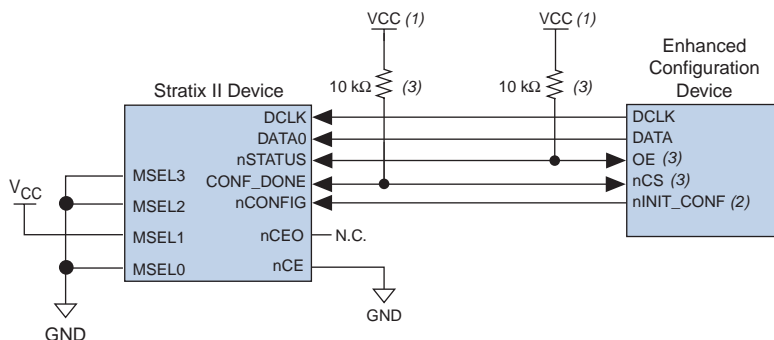 VCC (1)
VCC (1)
Enhanced
Configuration
Device
Stratix II Device
10 kΩ
(3)
10 kΩ
(3)
DCLK
DCLK
DATA0
DATA
nSTATUS
OE (3)
MSEL3
CONF_DONE
nCS (3)
VCC
MSEL2
nCONFIG
nINIT_CONF (2)
MSEL1
nCEO
N.C.
MSEL0
nCE
GND
GND